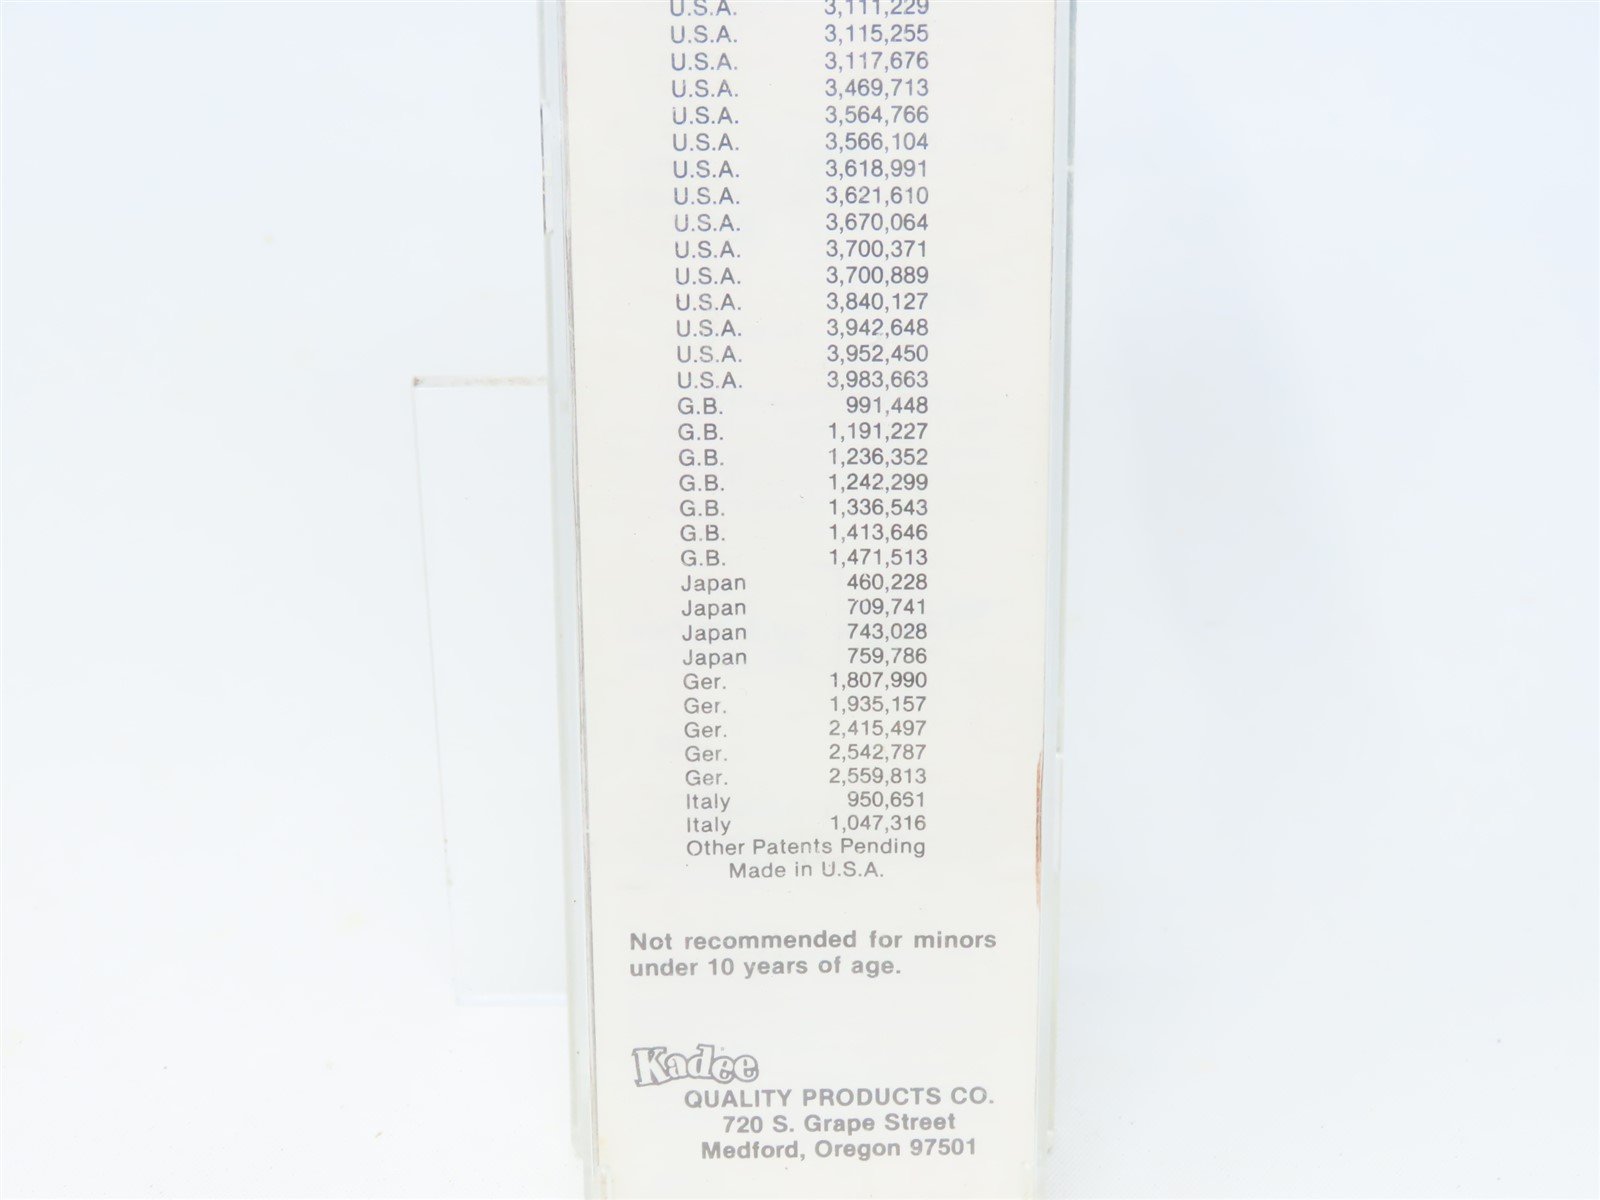 U.S.A. 3,111,229
U.S.A. 3,115,255
U.S.A. 3,117,676
U.S.A. 3,469,713
U.S.A. 3,564,766
U.S.A. 3,566,104
U.S.A. 3,618,991
U.S.A. 3,621,610
U.S.A. 3,670,064
U.S.A. 3,700,371
U.S.A. 3,700,889
U.S.A. 3,840,127
U.S.A. 3,942,648
U.S.A. 3,952,450
U.S.A. 3,983,663
G.B. 991,448
G.B. 1,191,227
G.B. 1,236,352
G.B. 1,242,299
G.B. 1,336,543
G.B. 1,413,646
G.B. 1,471,513
Japan 460,228
Japan 709,741
Japan 743,028
Japan 759,786
Ger. 1,807,990
Ger. 1,935,157
Ger. 2,415,497
Ger. 2,542,787
Ger. 2,559,813
Italy 950,651
Italy 1,047,316
Other Patents Pending
Made in U.S.A.
Not recommended for minors
under 10 years of age.
Kadee
QUALITY PRODUCTS CO.
720 S. Grape Street
Medford, Oregon 97501